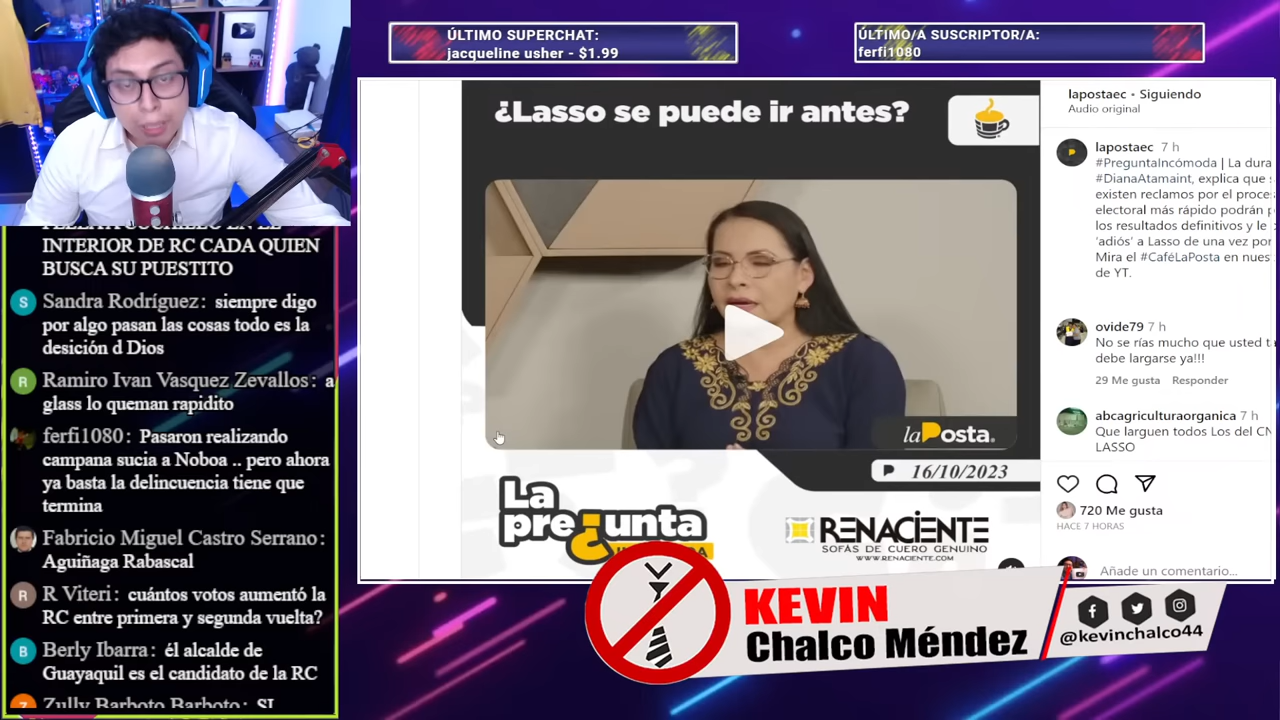 ÚLTIMO SUPERCHAT:
jacqueline usher - $1.99
ÚLTIMO/A SUSCRIPTOR/A:
ferfi1080
INTERIOR DE RC CADA QUIEN
BUSCA SU PUESTITO
Sandra Rodríguez: siempre digo
por algo pasan las cosas todo es la
desición d Dios
Ramiro Ivan Vasquez Zevallos: a
glass lo queman rapidito
ferfi1080: Pasaron realizando
campana sucia a Noboa .. pero ahora
ya basta la delincuencia tiene que
termina
Fabricio Miguel Castro Serrano:
Aguiñaga Rabascal
R Viteri: cuántos votos aumentó la
RC entre primera y segunda vuelta?
Berly Ibarra: él alcalde de
Guayaquil es el candidato de la RC
Zully Barboto Barboto: SI
¿Lasso se puede ir antes?
laPosta.
16/10/2023
La
pregunta
RENACIENTE
SOFÁS DE CUERO GENUINO
WWW.RENACIENTE.COM
lapostaec • Siguiendo
Audio original
lapostaec 7 h
#PreguntaIncómoda | La dura
#DianaAtamaint, explica que s
existen reclamos por el proce
electoral más rápido podrán p
los resultados definitivos y le
'adiós' a Lasso de una vez por
Mira el #CaféLaPosta en nues
de YT.
ovide79 7 h
No se rías mucho que usted ta
debe largarse ya!!!
29 Me gusta Responder
abcagriculturaorganica 7 h
Que larguen todos Los del CN
LASSO
720 Me gusta
HACE 7 HORAS
Añade un comentario...
KEVIN
Chalco Méndez
@kevinchalco44